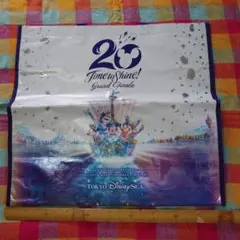 20
Time to Shine!
Grand Finale
TOKYO DISNEYSEA